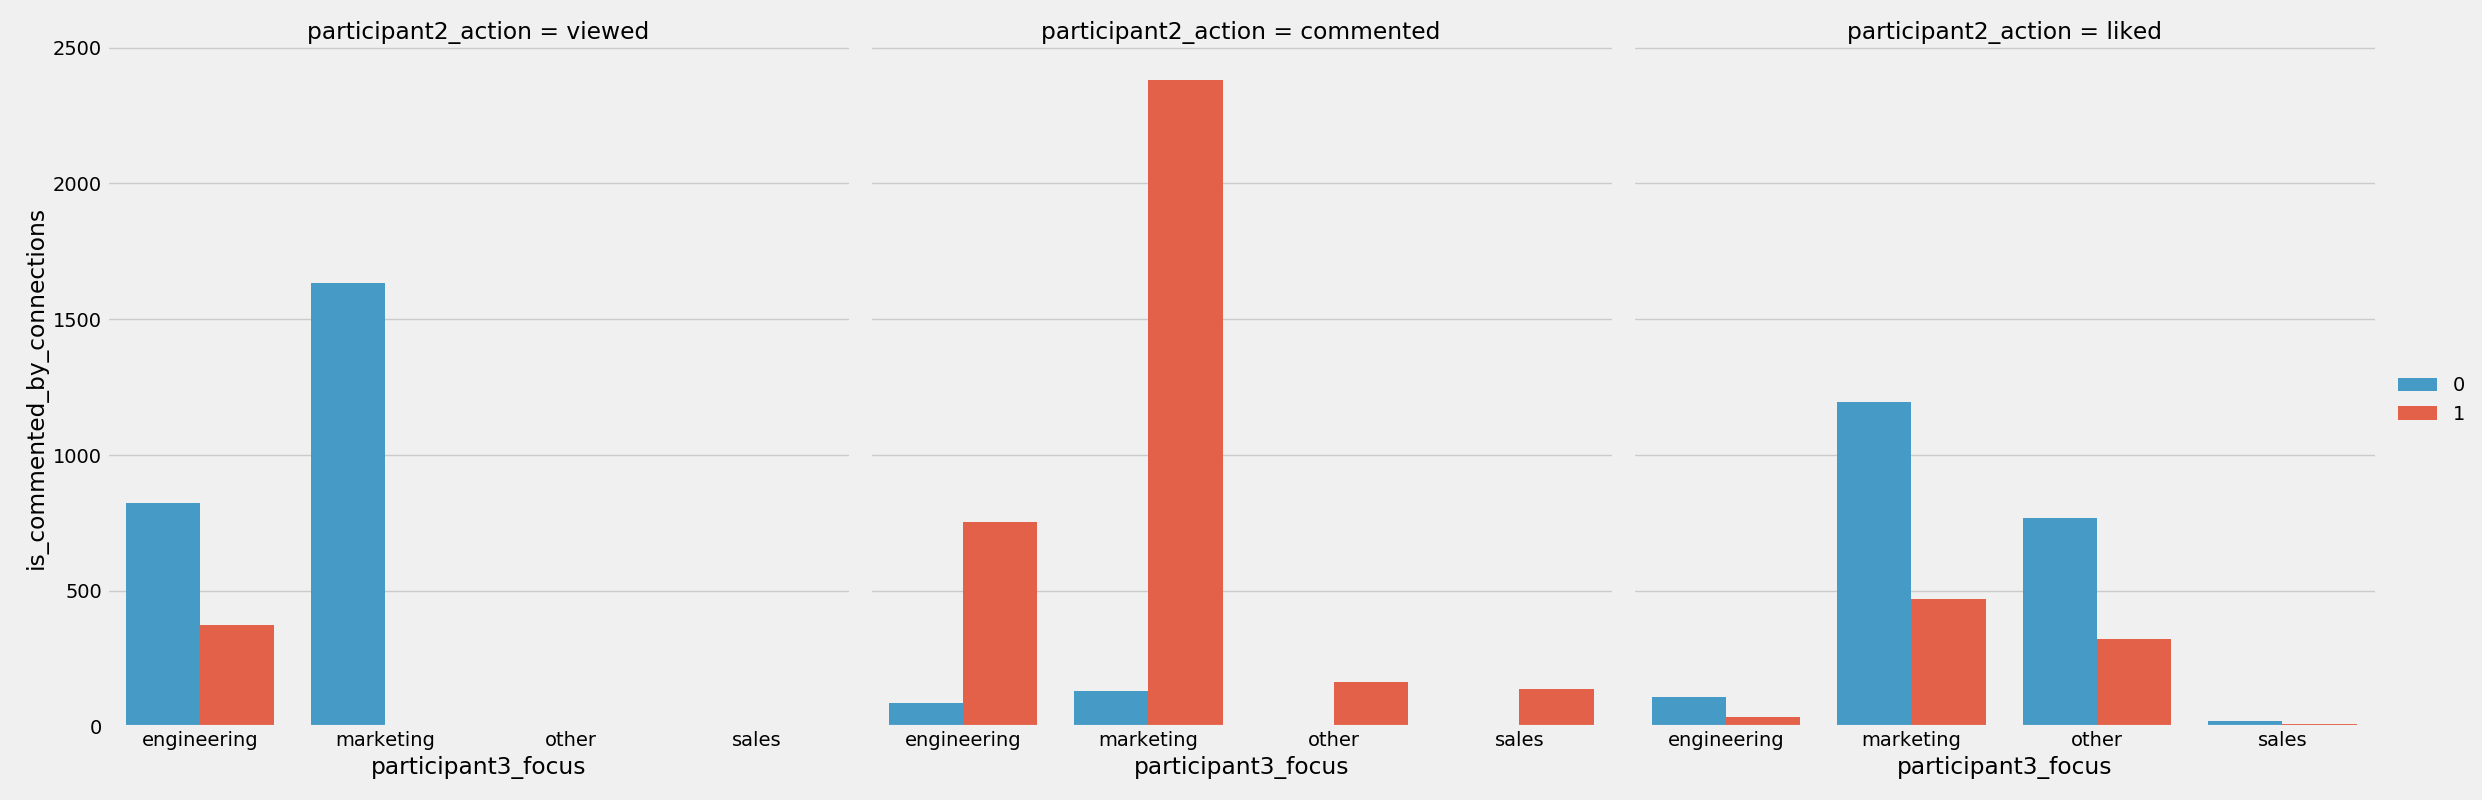 participant2_action = viewed
participant2_action = commented
participant2_action = liked
is_commented_by_connections
2500
2000
1500
1000
500
0
engineering marketing other sales
engineering marketing other sales
engineering marketing other sales
participant3_focus
participant3_focus
participant3_focus
0
1